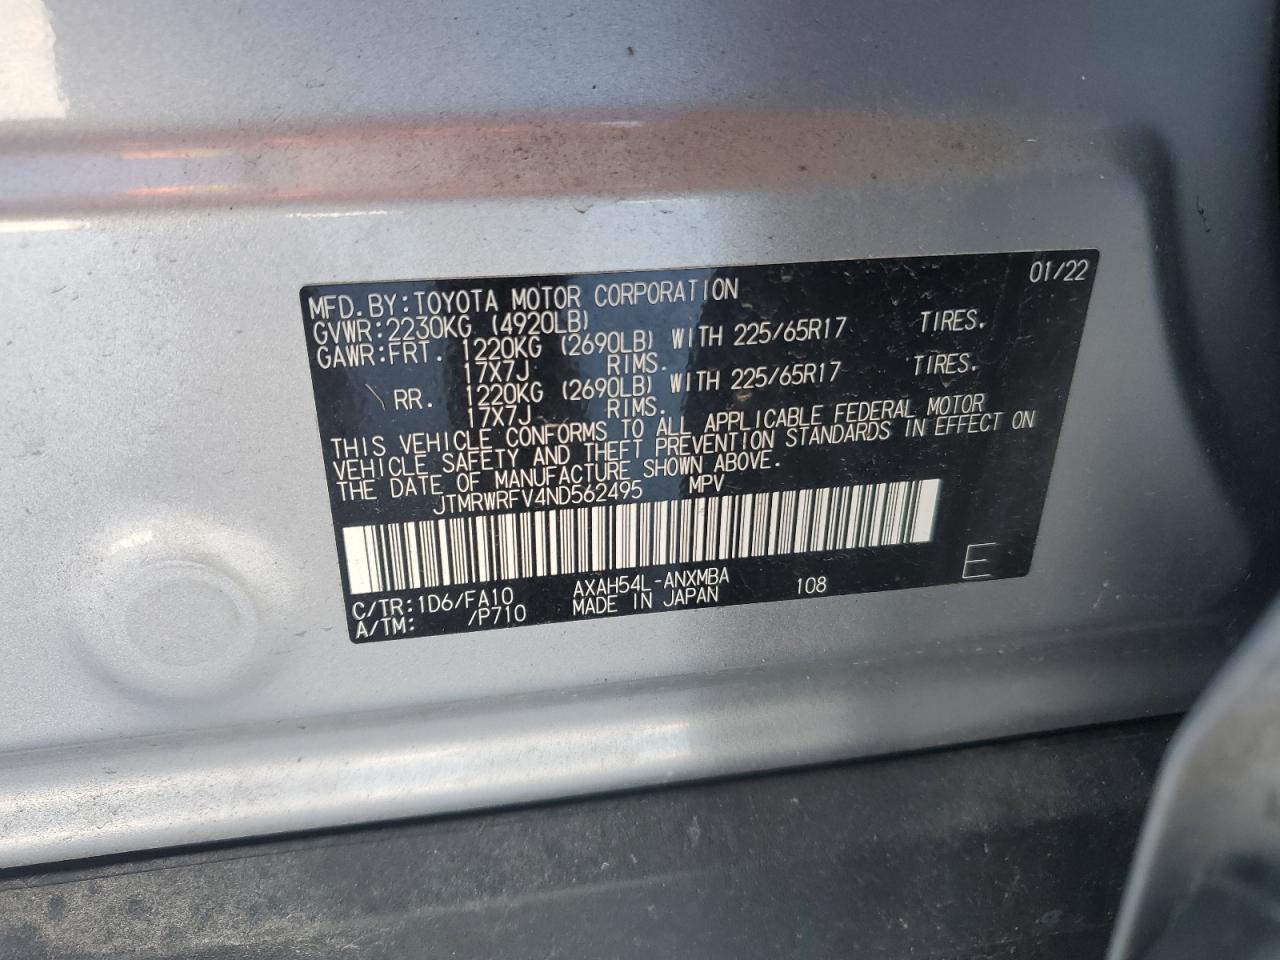 01/22
MFD.BY:TOYOTA MOTOR CORPORATION
GVWR:2230KG (4920LB)
GAWR:FRT. 1220KG (2690LB) WITH 225/65R17 TIRES.
17X7J RIMS.
RR. 1220KG (2690LB) WITH 225/65R17 TIRES.
17X7J RIMS.
THIS VEHICLE CONFORMS TO ALL APPLICABLE FEDERAL MOTOR
VEHICLE SAFETY AND THEFT PREVENTION STANDARDS IN EFFECT ON
THE DATE OF MANUFACTURE SHOWN ABOVE.
JTMRWRFV4ND562495 MPV
C/TR:1D6/FA10 AXAH54L-ANXMBA 108 E
A/TM: /P710 MADE IN JAPAN